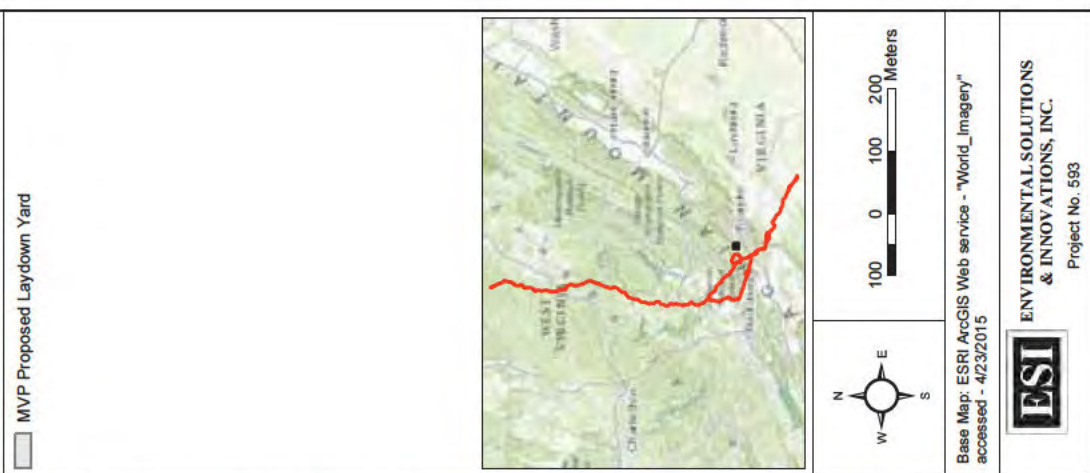 MVP Proposed Laydown Yard
WEST
VIRGINIA
Charleston
VIRGINIA
N
W
E
S
100 0 100 200
Meters
Base Map: ESRI ArcGIS Web service - "World_Imagery"
accessed - 4/23/2015
ESI
ENVIRONMENTAL SOLUTIONS
& INNOVATIONS, INC.
Project No. 593